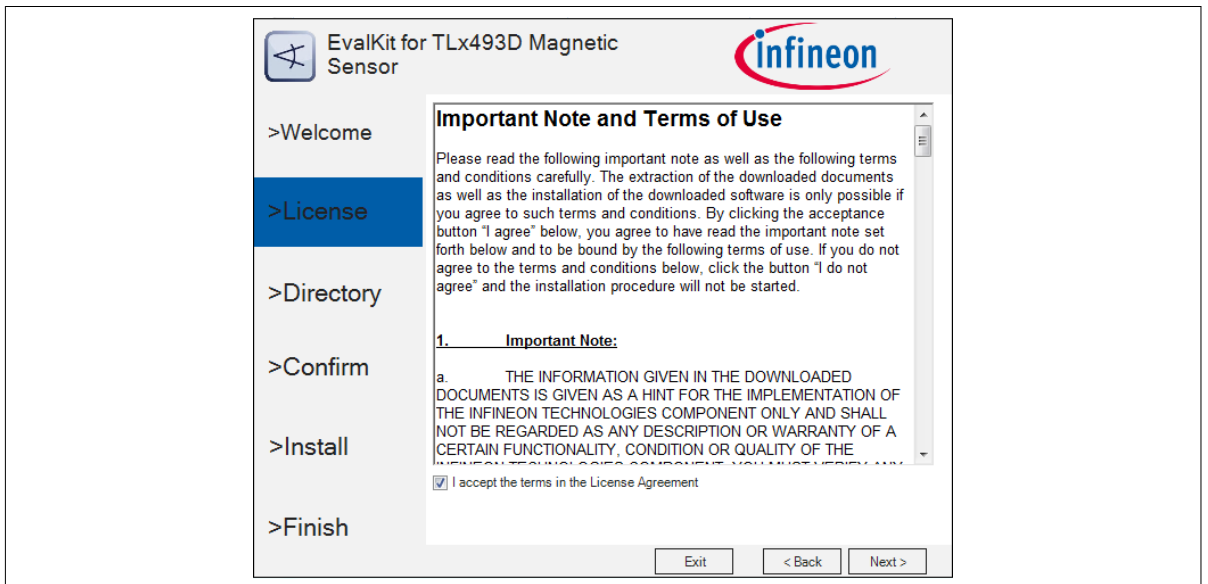 EvalKit for TLx493D Magnetic
Sensor
infineon
>Welcome
>License
>Directory
>Confirm
>Install
>Finish
Important Note and Terms of Use
Please read the following important note as well as the following terms
and conditions carefully. The extraction of the downloaded documents
as well as the installation of the downloaded software is only possible if
you agree to such terms and conditions. By clicking the acceptance
button “I agree” below, you agree to have read the important note set
forth below and to be bound by the following terms of use. If you do not
agree to the terms and conditions below, click the button “I do not
agree” and the installation procedure will not be started.
1. Important Note:
a. THE INFORMATION GIVEN IN THE DOWNLOADED
DOCUMENTS IS GIVEN AS A HINT FOR THE IMPLEMENTATION OF
THE INFINEON TECHNOLOGIES COMPONENT ONLY AND SHALL
NOT BE REGARDED AS ANY DESCRIPTION OR WARRANTY OF A
CERTAIN FUNCTIONALITY, CONDITION OR QUALITY OF THE
INFINEON TECHNOLOGIES COMPONENT. YOU MUST VERIFY ANY
I accept the terms in the License Agreement
Exit
< Back
Next >